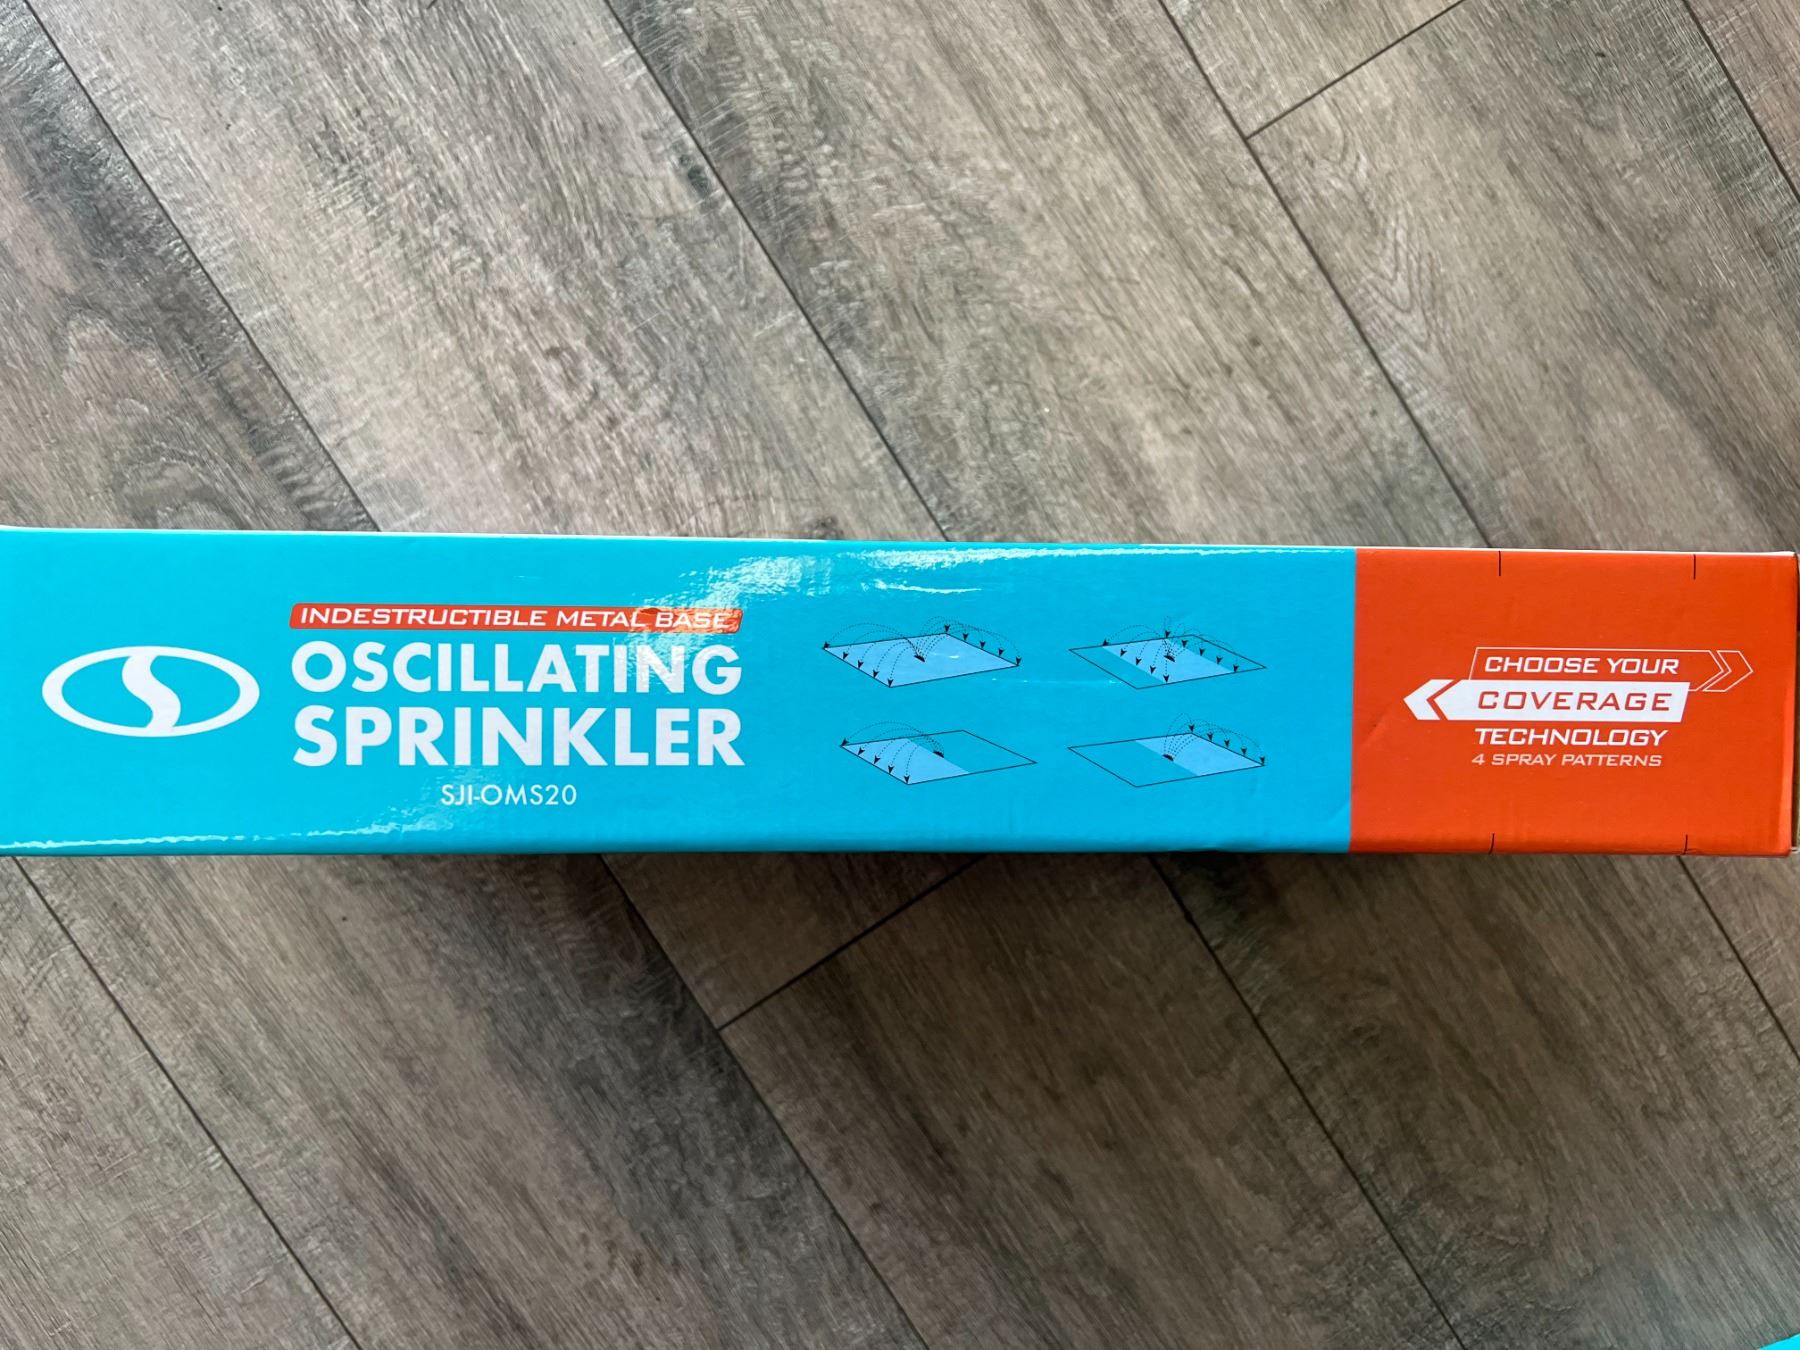 INDESTRUCTIBLE METAL BASE
OSCILLATING
SPRINKLER
SJI-OMS20
CHOOSE YOUR
COVERAGE
TECHNOLOGY
4 SPRAY PATTERNS